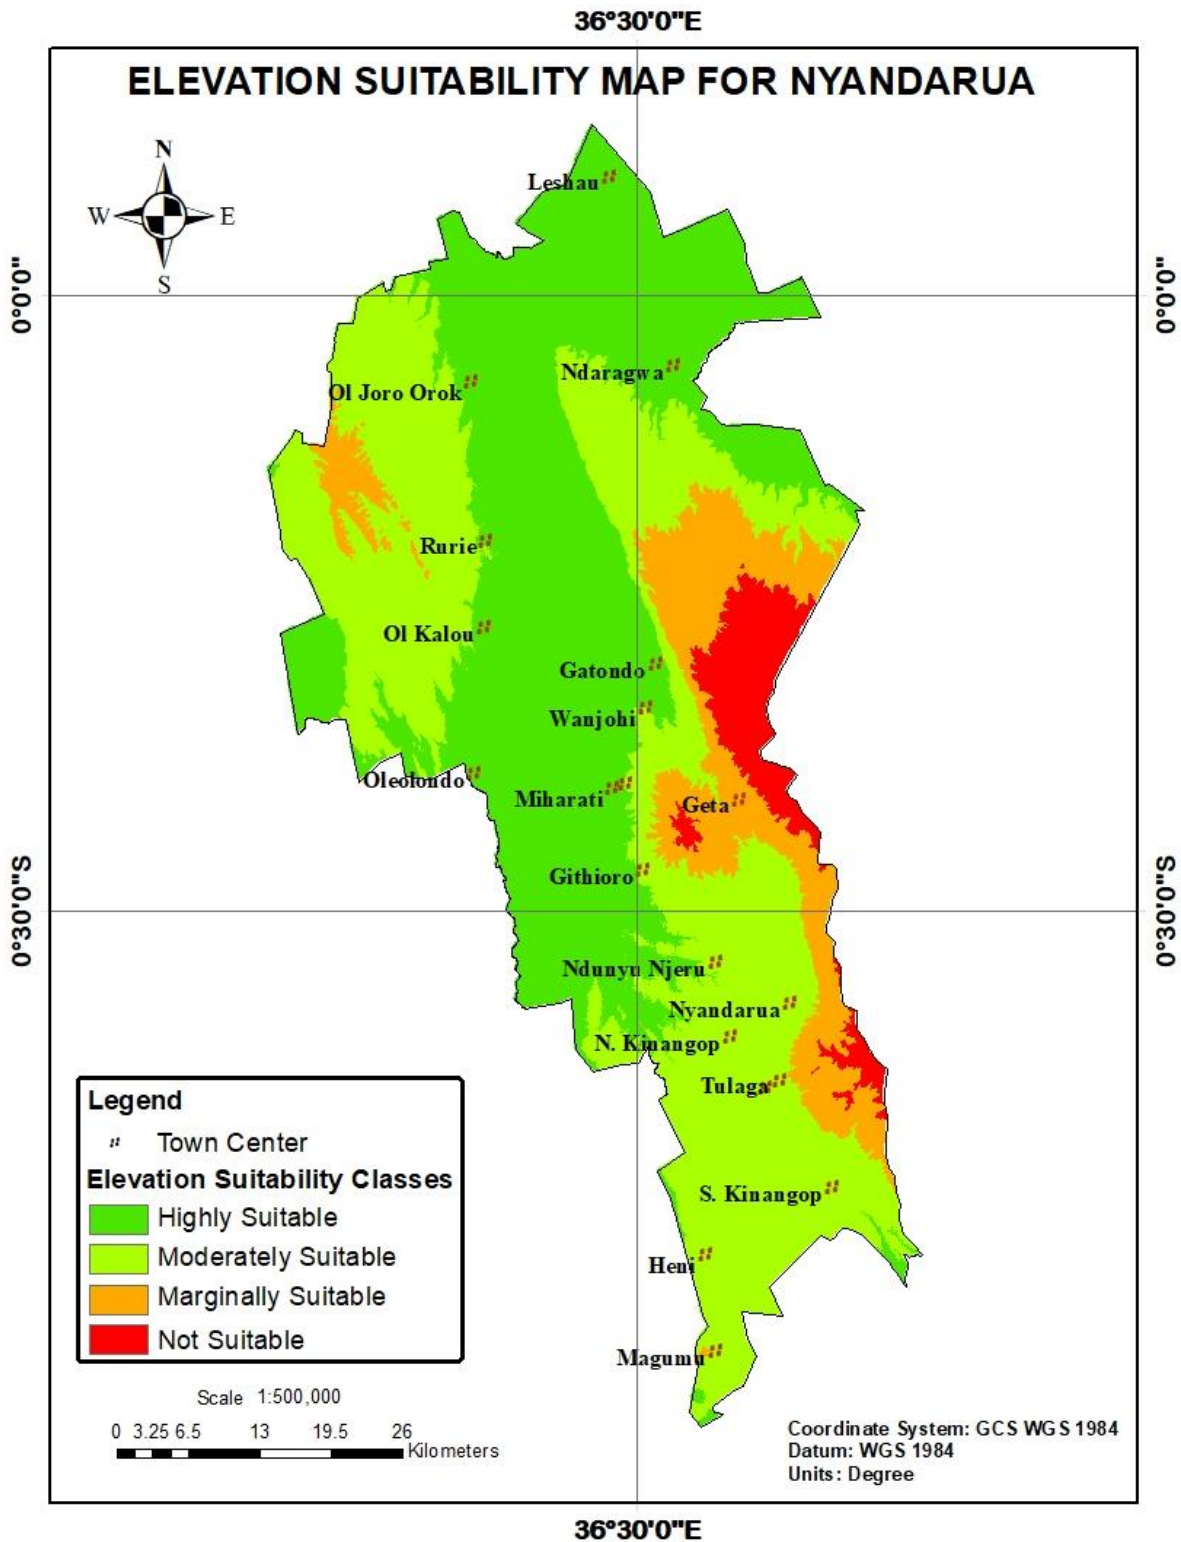 36°30'0"E
ELEVATION SUITABILITY MAP FOR NYANDARUA
N
W
E
S
0°0'0"
0°0'0"
Leshau
Ndaragwa
Ol Joro Orok
Rurie
Ol Kalou
Gatondo
Wanjohi
Oleolondo
Miharati
Geta
Githioro
0°30'0"S
0°30'0"S
Ndunyu Njeru
Nyandarua
N. Kinangop
Tulaga
S. Kinangop
Heni
Magumu
Legend
Town Center
Elevation Suitability Classes
Highly Suitable
Moderately Suitable
Marginally Suitable
Not Suitable
Scale 1:500,000
0 3.25 6.5 13 19.5 26
Kilometers
Coordinate System: GCS WGS 1984
Datum: WGS 1984
Units: Degree
36°30'0"E